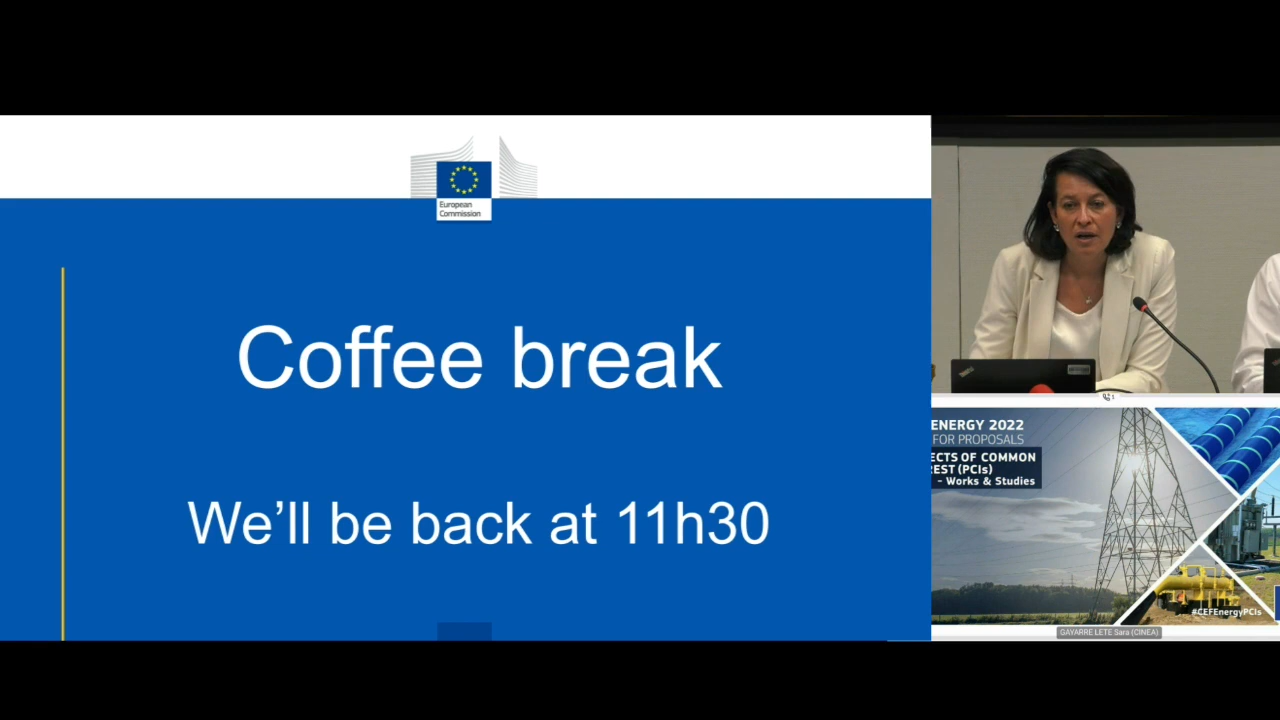 European
Commission
Coffee break
We’ll be back at 11h30
ENERGY 2022
FOR PROPOSALS
ECTS OF COMMON
REST (PCIs)
- Works & Studies
#CEFEnergyPCIs
GAYARRE LETE Sara (CINEA)